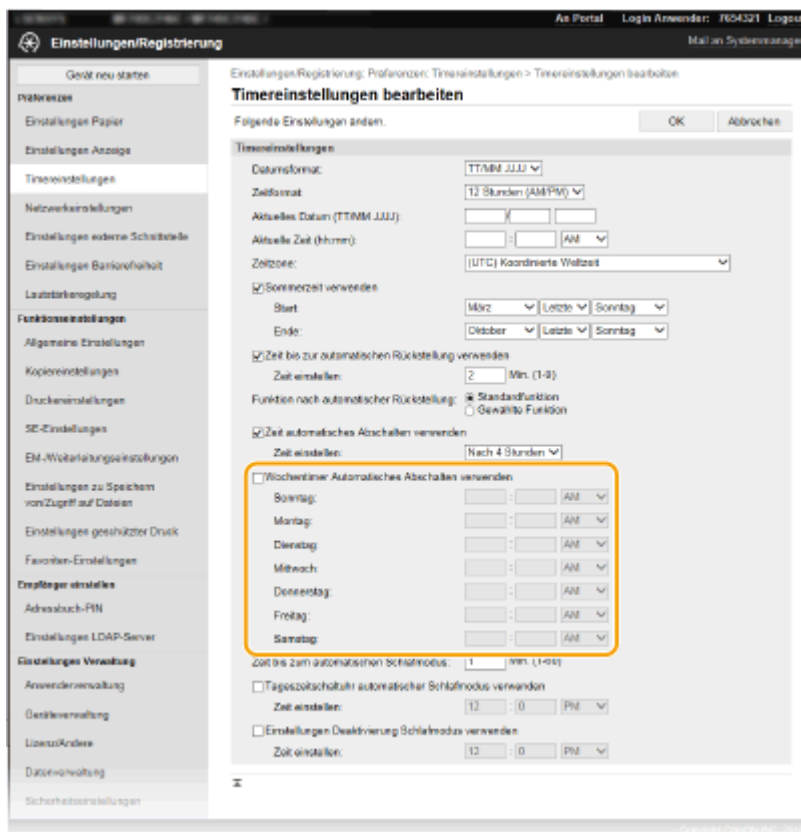 An Portal Login Anwender: 7654321 Logout
Einstellungen/Registrierung Mail an Systemmanager
Gerät neu starten
Präferenzen
Einstellungen Papier
Einstellungen Anzeige
Timereinstellungen
Netzwerkeinstellungen
Einstellungen externe Schnittstelle
Einstellungen Barrierefreiheit
Lautstärkeregelung
Funktionseinstellungen
Allgemeine Einstellungen
Kopiereinstellungen
Druckereinstellungen
SE-Einstellungen
EM-/Weiterleitungseinstellungen
Einstellungen zu Speichern
von/Zugriff auf Dateien
Einstellungen geschützter Druck
Favoriten-Einstellungen
Empfänger einstellen
Adressbuch-PIN
Einstellungen LDAP-Server
Einstellungen Verwaltung
Anwenderverwaltung
Geräteverwaltung
Lizenz/Andere
Datenverwaltung
Sicherheitseinstellungen
Einstellungen/Registrierung: Präferenzen: Timereinstellungen > Timereinstellungen bearbeiten
Timereinstellungen bearbeiten
Folgende Einstellungen ändern. OK Abbrechen
Timereinstellungen
Datumsformat: TT/MM JJJJ
Zeitformat: 12 Stunden (AM/PM)
Aktuelles Datum (TT/MM JJJJ): /
Aktuelle Zeit (hh:mm): : AM
Zeitzone: (UTC) Koordinierte Weltzeit
Sommerzeit verwenden
Start: März Letzte Sonntag
Ende: Oktober Letzte Sonntag
Zeit bis zur automatischen Rückstellung verwenden
Zeit einstellen: 2 Min. (1-9)
Funktion nach automatischer Rückstellung: Standardfunktion
Gewählte Funktion
Zeit automatisches Abschalten verwenden
Zeit einstellen: Nach 4 Stunden
Wochentimer Automatisches Abschalten verwenden
Sonntag: : AM
Montag: : AM
Dienstag: : AM
Mittwoch: : AM
Donnerstag: : AM
Freitag: : AM
Samstag: : AM
Zeit bis zum automatischen Schlafmodus: 1 Min. (1-60)
Tageszeitschaltuhr automatischer Schlafmodus verwenden
Zeit einstellen: 12 : 0 PM
Einstellungen Deaktivierung Schlafmodus verwenden
Zeit einstellen: 12 : 0 PM